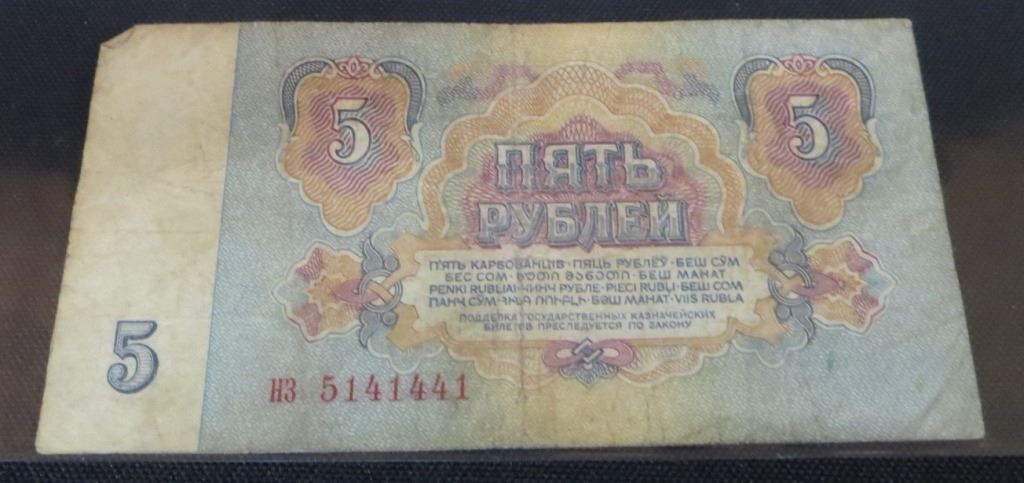 5
5
ПЯТЬ
РУБЛЕЙ
П'ЯТЬ КАРБОВАНЦІВ · ПЯЦЬ РУБЛЁЎ · БЕШ СЎМ
БЕС СОМ · ხუთი მანეთი · БЕШ МАНАТ
PENKI RUBLIAI · ЧИНЧ РУБЛЕ · PIECI RUBĻI · БЕШ СОМ
ПАНҶ СӮМ · ՀԻՆԳ ՌՈՒԲԼԻ · БӘШ МАНАТ · VIIS RUBLA
ПОДДЕЛКА ГОСУДАРСТВЕННЫХ КАЗНАЧЕЙСКИХ
БИЛЕТОВ ПРЕСЛЕДУЕТСЯ ПО ЗАКОНУ
5
НЗ 5141441